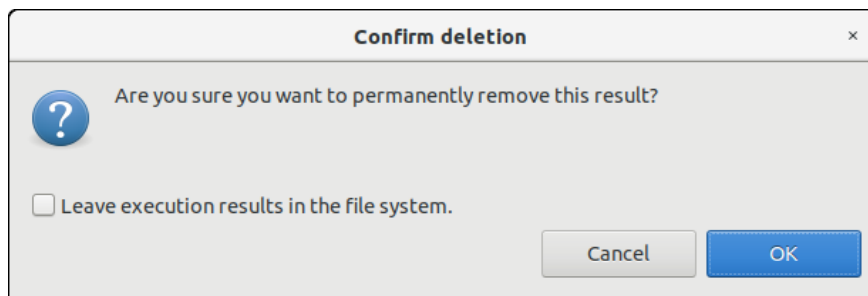 Confirm deletion
Are you sure you want to permanently remove this result?
Leave execution results in the file system.
Cancel
OK